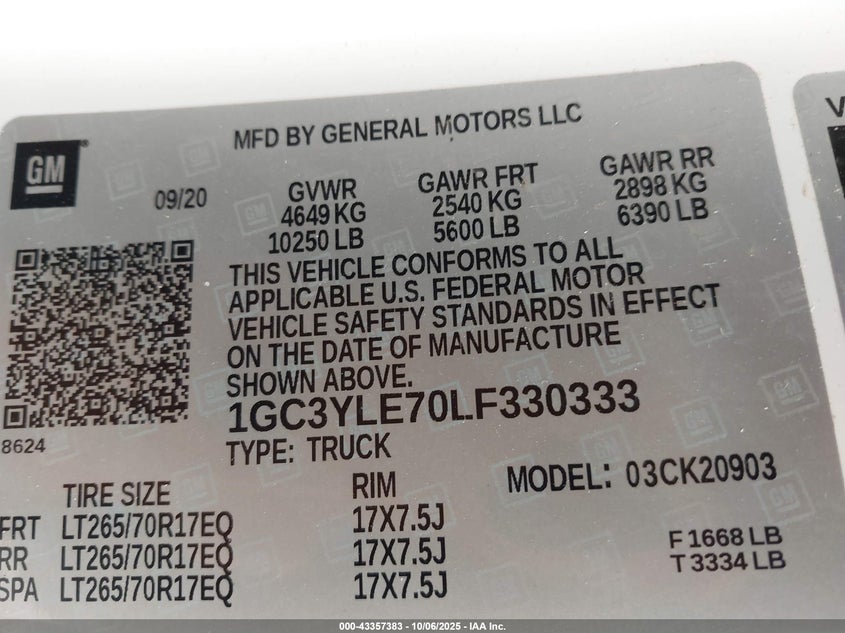 MFD BY GENERAL MOTORS LLC
GM
®
09/20
GVWR GAWR FRT GAWR RR
4649 KG 2540 KG 2898 KG
10250 LB 5600 LB 6390 LB
THIS VEHICLE CONFORMS TO ALL
APPLICABLE U.S. FEDERAL MOTOR
VEHICLE SAFETY STANDARDS IN EFFECT
ON THE DATE OF MANUFACTURE
SHOWN ABOVE.
1GC3YLE70LF330333
8624
TYPE: TRUCK
MODEL: 03CK20903
TIRE SIZE RIM
FRT LT265/70R17EQ 17X7.5J
RR LT265/70R17EQ 17X7.5J
SPA LT265/70R17EQ 17X7.5J
F 1668 LB
T 3334 LB
V
000-43357383 - 10/06/2025 - IAA Inc.